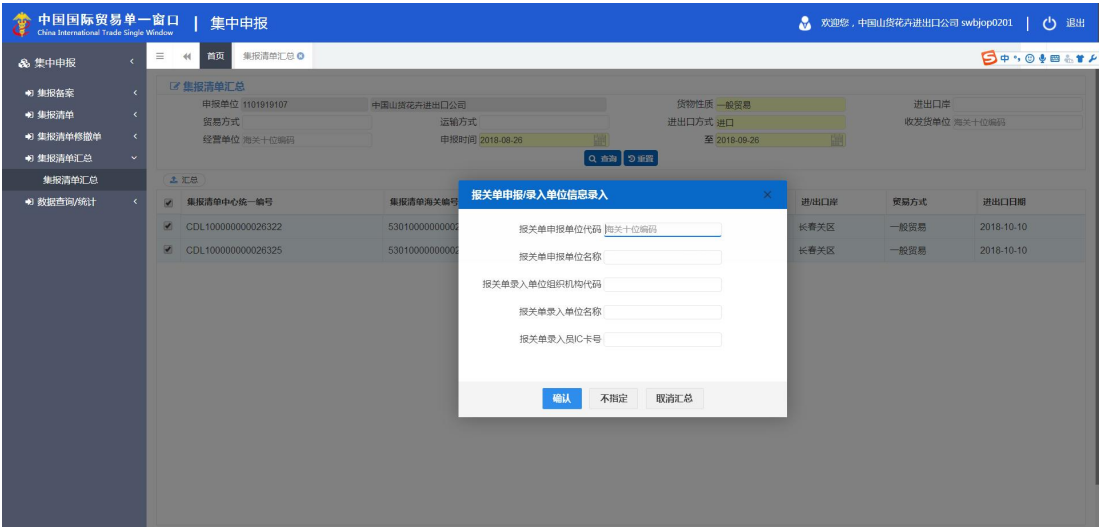 中国国际贸易单一窗口 | 集中申报
China International Trade Single Window
欢迎您，中国山货花卉进出口公司 swbjop0201 | 退出
集中申报
首页 集报清单汇总
中
集报备案
集报清单
集报清单修撤单
集报清单汇总
集报清单汇总
数据查询/统计
集报清单汇总
申报单位 1101919107 中国山货花卉进出口公司 货物性质 一般贸易 进出口岸
贸易方式 运输方式 进出口方式 进口 收发货单位 海关十位编码
经营单位 海关十位编码 申报时间 2018-08-26 至 2018-09-26
查询 重置
汇总
集报清单中心统一编号 集报清单海关编号 进/出口岸 贸易方式 进出口日期
CDL100000000026322 5301000000000 长春关区 一般贸易 2018-10-10
CDL100000000026325 5301000000000 长春关区 一般贸易 2018-10-10
报关单申报/录入单位信息录入
报关单申报单位代码 海关十位编码
报关单申报单位名称
报关单录入单位组织机构代码
报关单录入单位名称
报关单录入员IC卡号
确认 不指定 取消汇总